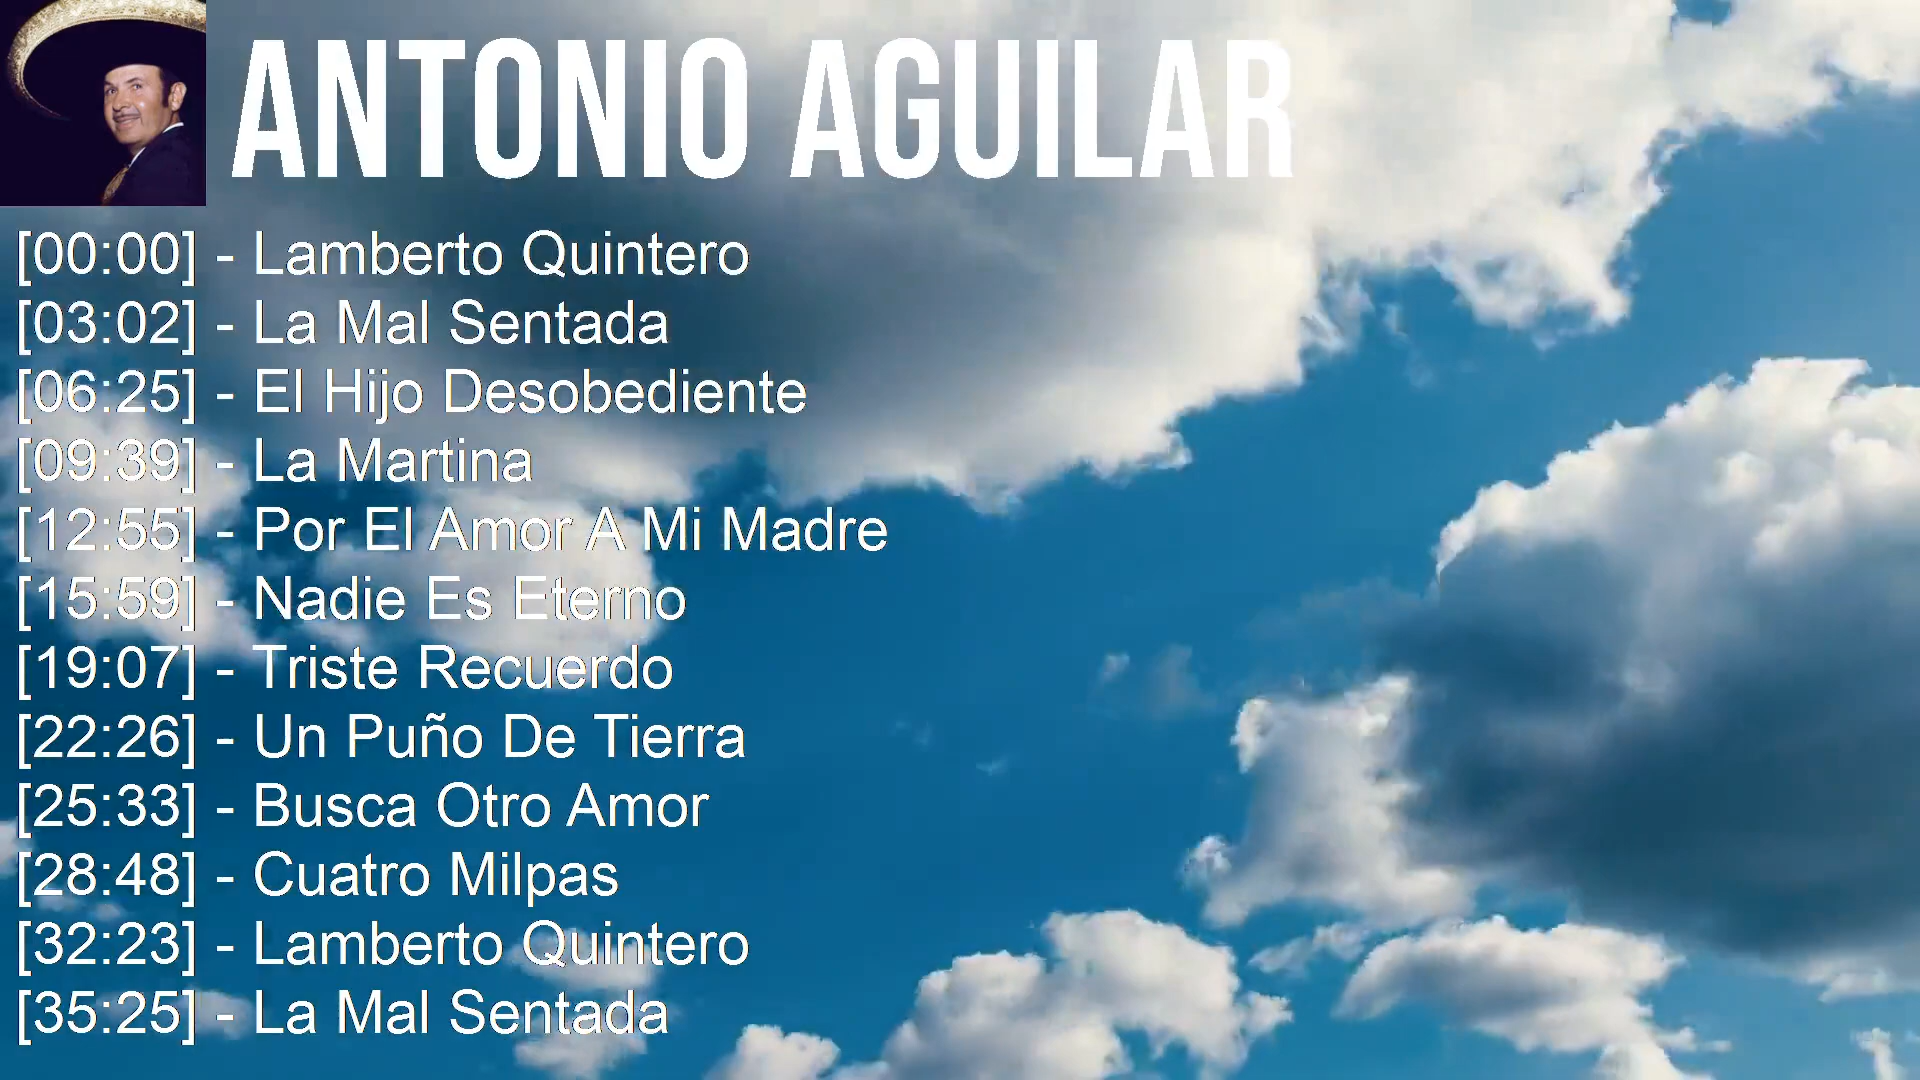 ANTONIO AGUILAR
[00:00] - Lamberto Quintero
[03:02] - La Mal Sentada
[06:25] - El Hijo Desobediente
[09:39] - La Martina
[12:55] - Por El Amor A Mi Madre
[15:59] - Nadie Es Eterno
[19:07] - Triste Recuerdo
[22:26] - Un Puño De Tierra
[25:33] - Busca Otro Amor
[28:48] - Cuatro Milpas
[32:23] - Lamberto Quintero
[35:25] - La Mal Sentada